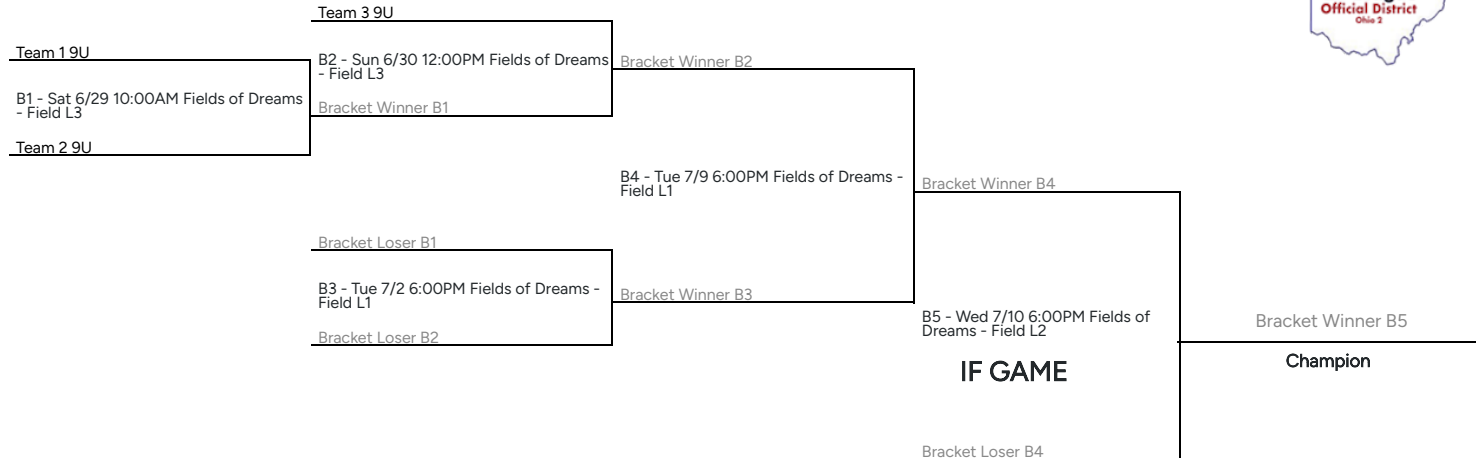 Team 3 9U
Official District
Ohio 2
Team 1 9U
B2 - Sun 6/30 12:00PM Fields of Dreams
- Field L3
Bracket Winner B2
B1 - Sat 6/29 10:00AM Fields of Dreams
- Field L3
Bracket Winner B1
Team 2 9U
B4 - Tue 7/9 6:00PM Fields of Dreams -
Field L1
Bracket Winner B4
Bracket Loser B1
B3 - Tue 7/2 6:00PM Fields of Dreams -
Field L1
Bracket Winner B3
Bracket Loser B2
B5 - Wed 7/10 6:00PM Fields of
Dreams - Field L2
IF GAME
Bracket Winner B5
Champion
Bracket Loser B4